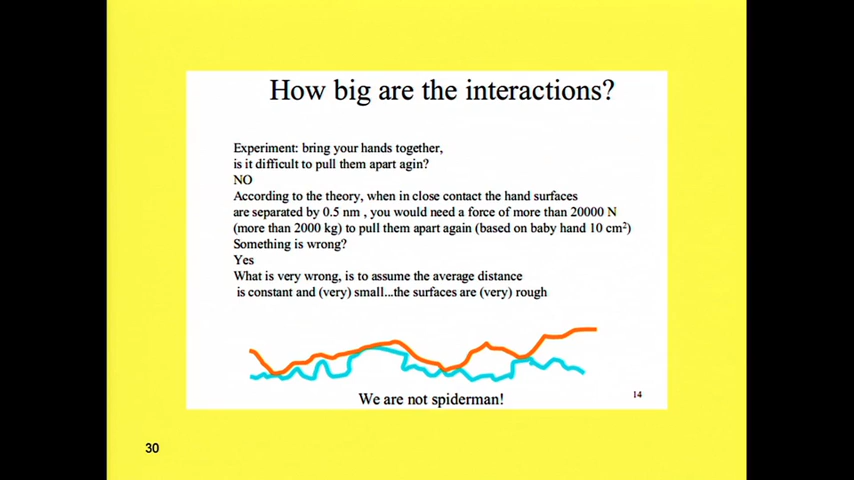 How big are the interactions?
Experiment: bring your hands together,
is it difficult to pull them apart agin?
NO
According to the theory, when in close contact the hand surfaces
are separated by 0.5 nm , you would need a force of more than 20000 N
(more than 2000 kg) to pull them apart again (based on baby hand 10 cm²)
Something is wrong?
Yes
What is very wrong, is to assume the average distance
is constant and (very) small...the surfaces are (very) rough
We are not spiderman!
14
30